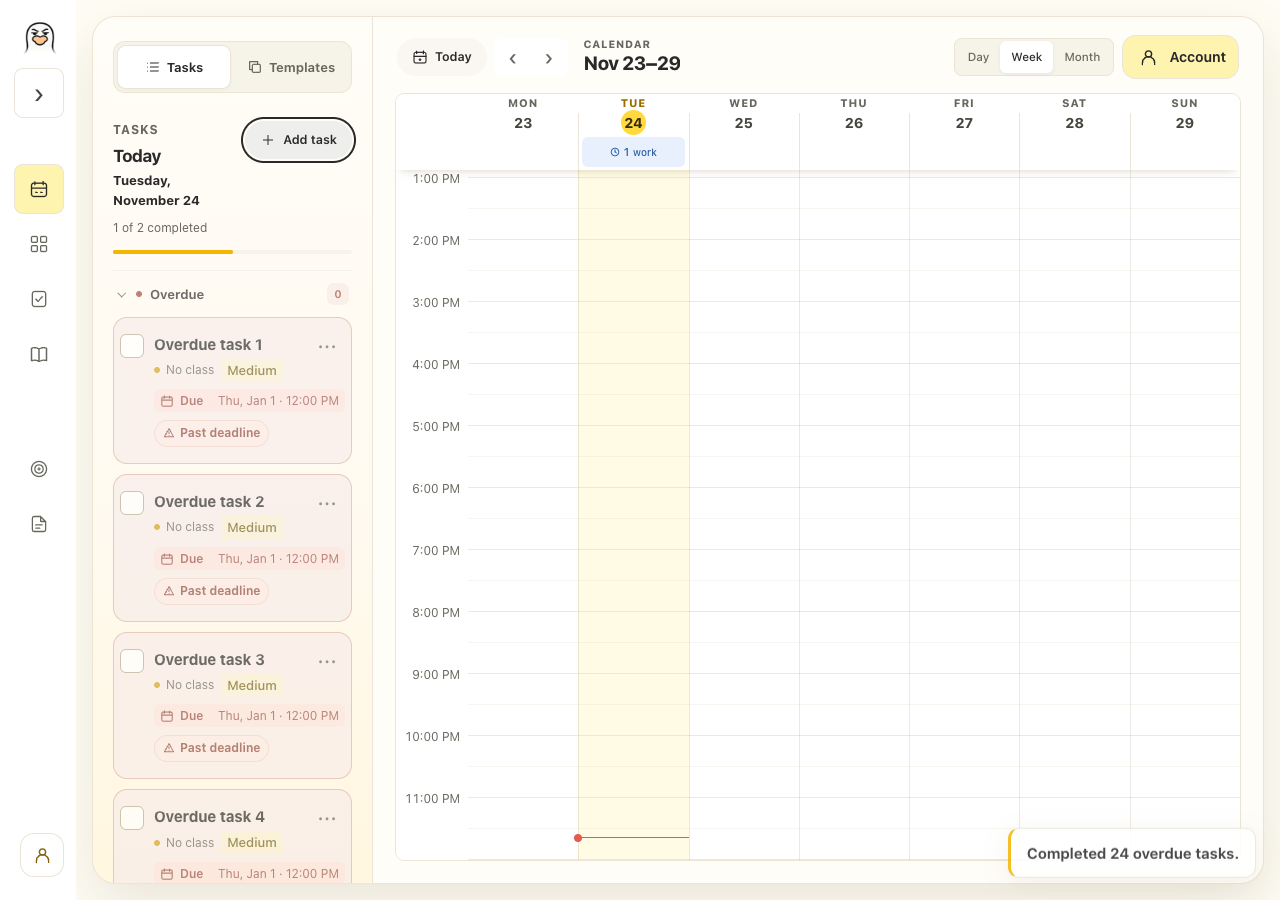 Tasks
Templates
TASKS
Today
Tuesday,
November 24
1 of 2 completed
Add task
Overdue
0
Overdue task 1
No class
Medium
Due
Thu, Jan 1 · 12:00 PM
Past deadline
Overdue task 2
No class
Medium
Due
Thu, Jan 1 · 12:00 PM
Past deadline
Overdue task 3
No class
Medium
Due
Thu, Jan 1 · 12:00 PM
Past deadline
Overdue task 4
No class
Medium
Due
Thu, Jan 1 · 12:00 PM
Today
CALENDAR
Nov 23–29
Day
Week
Month
Account
MON
23
TUE
24
WED
25
THU
26
FRI
27
SAT
28
SUN
29
1 work
1:00 PM
2:00 PM
3:00 PM
4:00 PM
5:00 PM
6:00 PM
7:00 PM
8:00 PM
9:00 PM
10:00 PM
11:00 PM
Completed 24 overdue tasks.